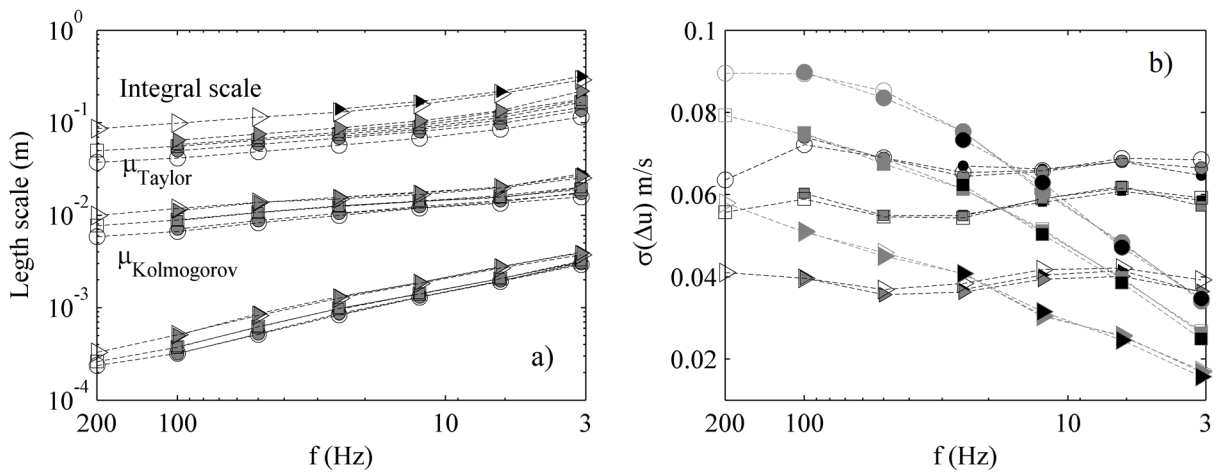 10^0
10^-1
10^-2
10^-3
10^-4
Legth scale (m)
Integral scale
μ_Taylor
μ_Kolmogorov
a)
200 100 10 3
f (Hz)
0.1
0.08
0.06
0.04
0.02
σ(Δu) m/s
b)
200 100 10 3
f (Hz)